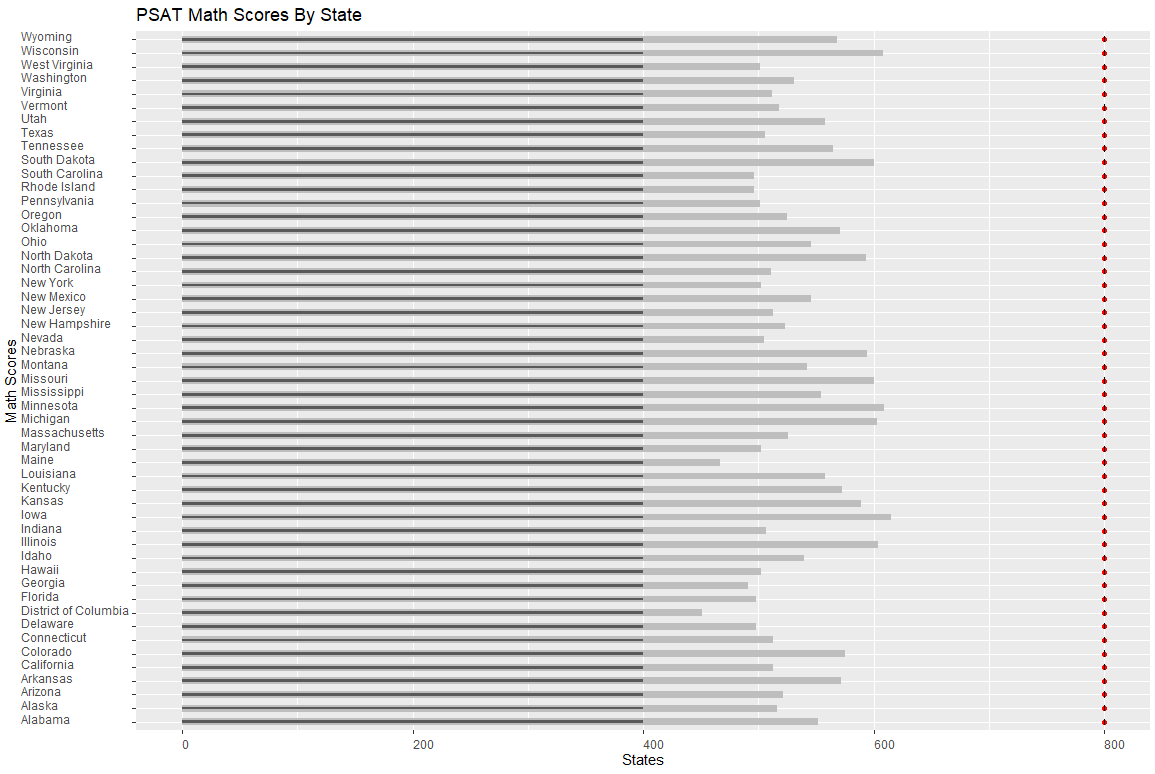 PSAT Math Scores By State
Wyoming
Wisconsin
West Virginia
Washington
Virginia
Vermont
Utah
Texas
Tennessee
South Dakota
South Carolina
Rhode Island
Pennsylvania
Oregon
Oklahoma
Ohio
North Dakota
North Carolina
New York
New Mexico
New Jersey
New Hampshire
Nevada
Nebraska
Montana
Missouri
Mississippi
Minnesota
Michigan
Massachusetts
Maryland
Maine
Louisiana
Kentucky
Kansas
Iowa
Indiana
Illinois
Idaho
Hawaii
Georgia
Florida
District of Columbia
Delaware
Connecticut
Colorado
California
Arkansas
Arizona
Alaska
Alabama
Math Scores
0 200 400 600 800
States